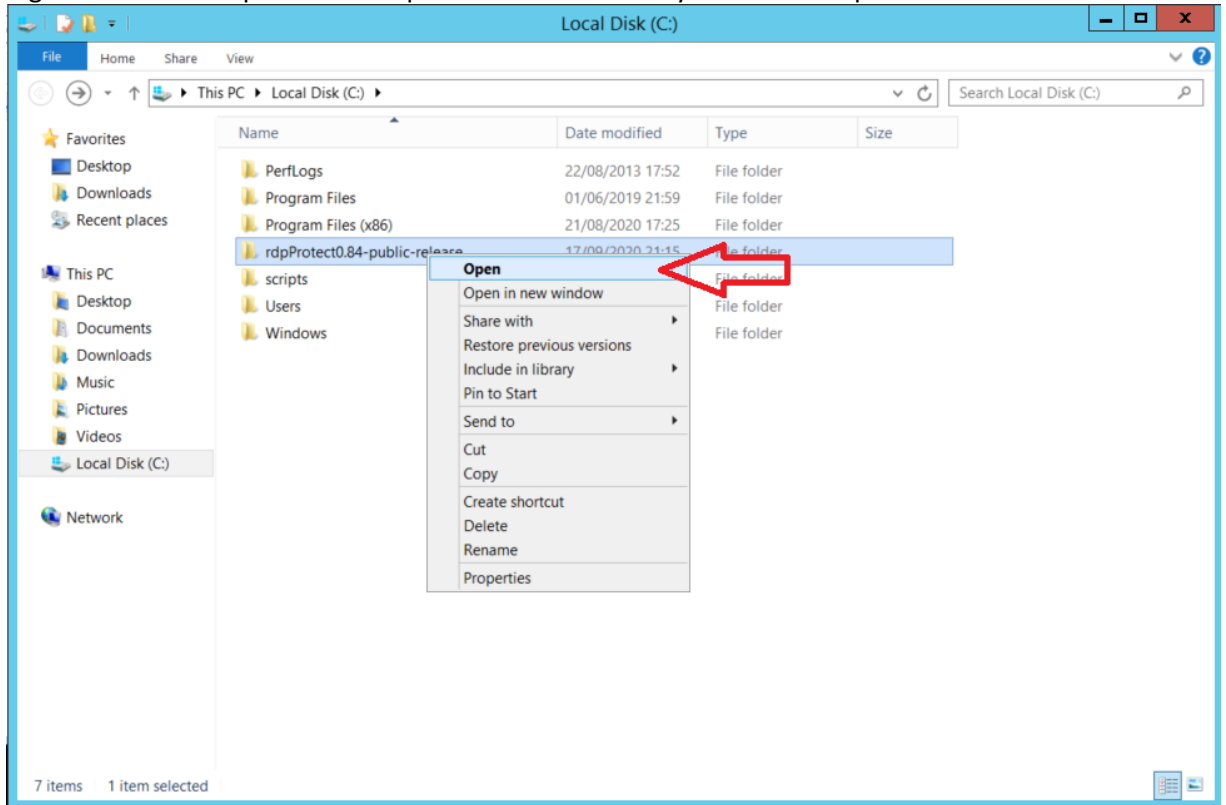 Local Disk (C:)
File Home Share View
This PC Local Disk (C:)
Search Local Disk (C:)
Favorites
Desktop
Downloads
Recent places
This PC
Desktop
Documents
Downloads
Music
Pictures
Videos
Local Disk (C:)
Network
Name Date modified Type Size
PerfLogs 22/08/2013 17:52 File folder
Program Files 01/06/2019 21:59 File folder
Program Files (x86) 21/08/2020 17:25 File folder
rdpProtect0.84-public-release 17/09/2020 21:15 File folder
scripts File folder
Users File folder
Windows File folder
Open
Open in new window
Share with
Restore previous versions
Include in library
Pin to Start
Send to
Cut
Copy
Create shortcut
Delete
Rename
Properties
7 items 1 item selected